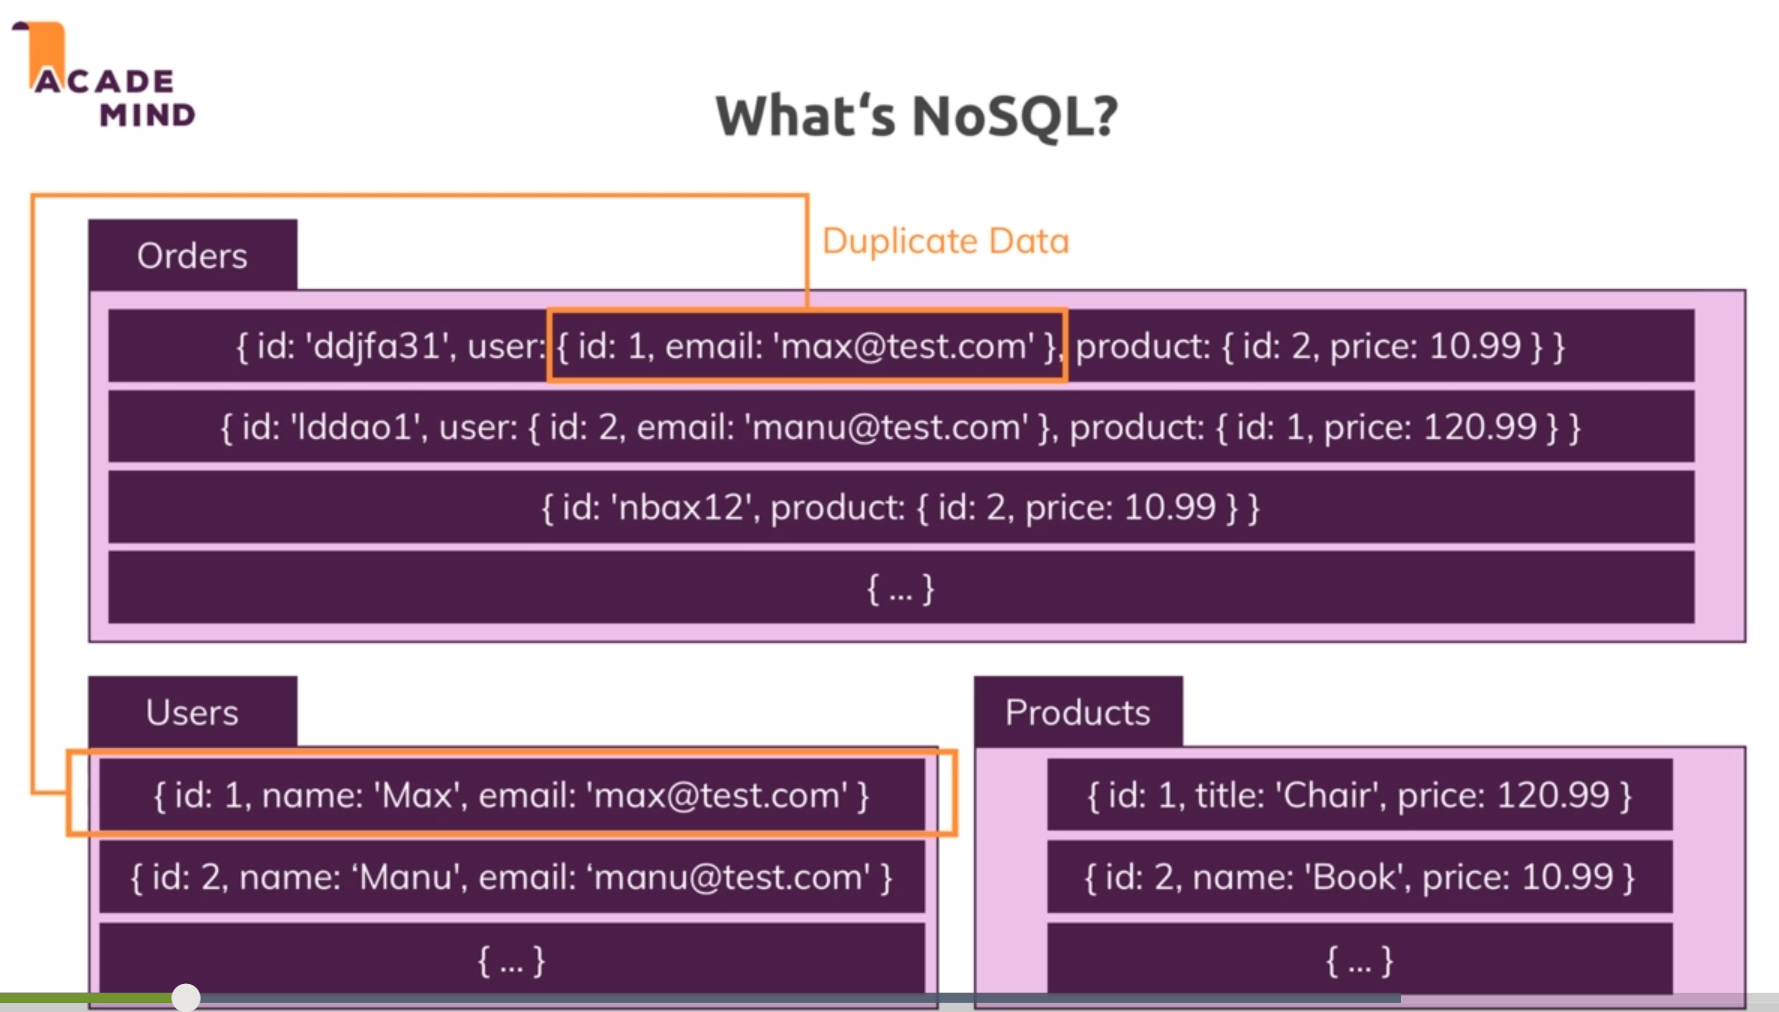 ACADE
MIND
What‘s NoSQL?
Duplicate Data
Orders
{ id: 'ddjfa31', user: { id: 1, email: 'max@test.com' }, product: { id: 2, price: 10.99 } }
{ id: 'lddao1', user: { id: 2, email: 'manu@test.com' }, product: { id: 1, price: 120.99 } }
{ id: 'nbax12', product: { id: 2, price: 10.99 } }
{ ... }
Users
{ id: 1, name: 'Max', email: 'max@test.com' }
{ id: 2, name: ‘Manu', email: ‘manu@test.com' }
{ ... }
Products
{ id: 1, title: 'Chair', price: 120.99 }
{ id: 2, name: 'Book', price: 10.99 }
{ ... }